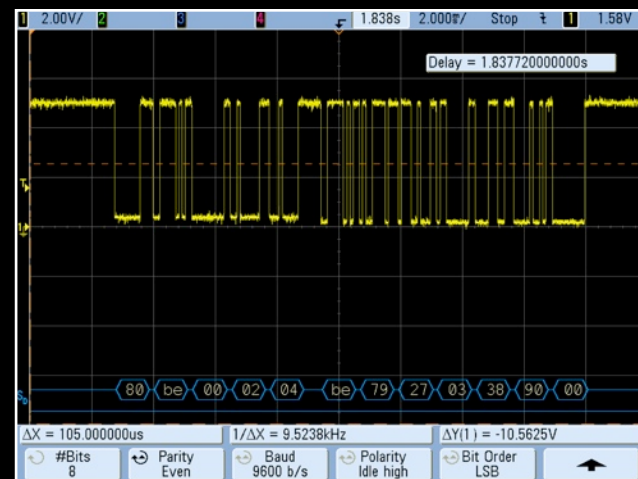 1 2.00V/ 2 3 4 1.838s 2.000ms/ Stop 1 1.58V
Delay = 1.837720000000s
T
1
80 be 00 02 04 be 79 27 03 38 90 00
ΔX = 105.000000us 1/ΔX = 9.5238kHz ΔY(1) = -10.5625V
#Bits Parity Baud Polarity Bit Order
8 Even 9600 b/s Idle high LSB